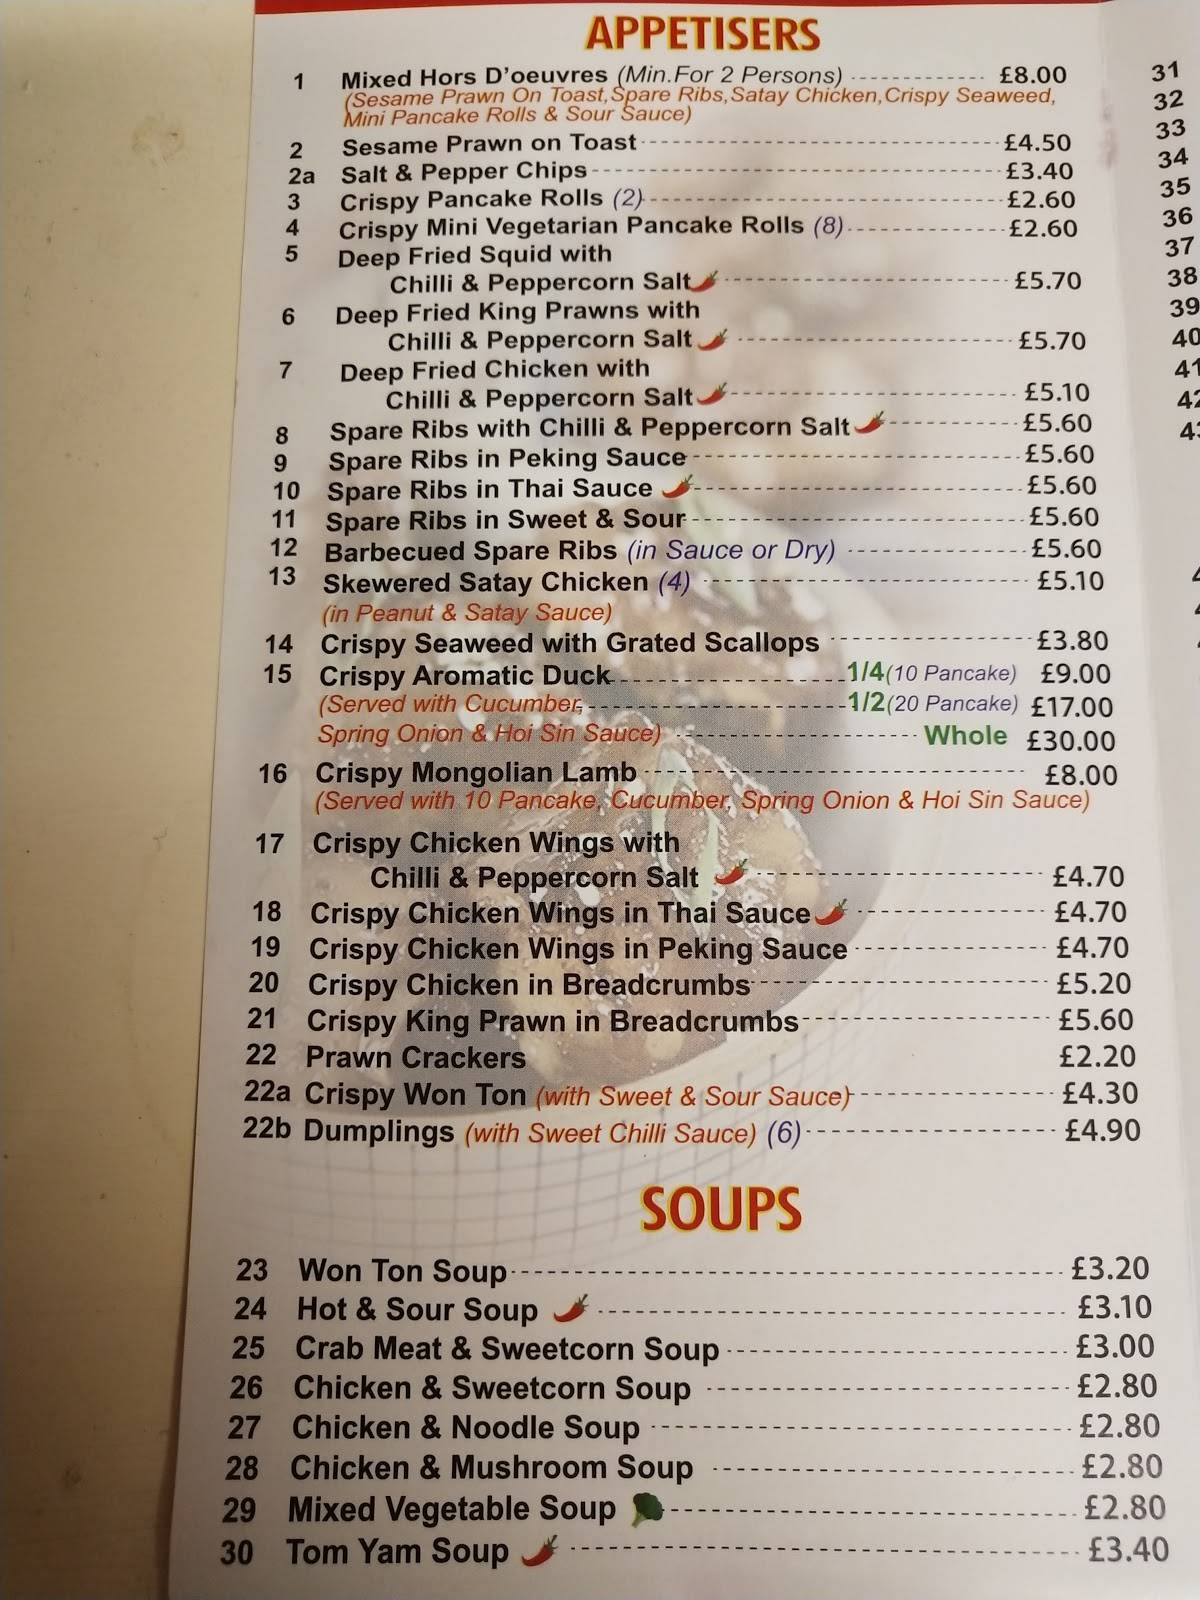 APPETISERS
1 Mixed Hors D'oeuvres (Min.For 2 Persons) £8.00
(Sesame Prawn On Toast,Spare Ribs,Satay Chicken,Crispy Seaweed,
Mini Pancake Rolls & Sour Sauce)
2 Sesame Prawn on Toast £4.50
2a Salt & Pepper Chips £3.40
3 Crispy Pancake Rolls (2) £2.60
4 Crispy Mini Vegetarian Pancake Rolls (8) £2.60
5 Deep Fried Squid with
Chilli & Peppercorn Salt £5.70
6 Deep Fried King Prawns with
Chilli & Peppercorn Salt £5.70
7 Deep Fried Chicken with
Chilli & Peppercorn Salt £5.10
8 Spare Ribs with Chilli & Peppercorn Salt £5.60
9 Spare Ribs in Peking Sauce £5.60
10 Spare Ribs in Thai Sauce £5.60
11 Spare Ribs in Sweet & Sour £5.60
12 Barbecued Spare Ribs (in Sauce or Dry) £5.60
13 Skewered Satay Chicken (4) £5.10
(in Peanut & Satay Sauce)
14 Crispy Seaweed with Grated Scallops £3.80
15 Crispy Aromatic Duck 1/4(10 Pancake) £9.00
(Served with Cucumber, 1/2(20 Pancake) £17.00
Spring Onion & Hoi Sin Sauce) Whole £30.00
16 Crispy Mongolian Lamb £8.00
(Served with 10 Pancake, Cucumber, Spring Onion & Hoi Sin Sauce)
17 Crispy Chicken Wings with
Chilli & Peppercorn Salt £4.70
18 Crispy Chicken Wings in Thai Sauce £4.70
19 Crispy Chicken Wings in Peking Sauce £4.70
20 Crispy Chicken in Breadcrumbs £5.20
21 Crispy King Prawn in Breadcrumbs £5.60
22 Prawn Crackers £2.20
22a Crispy Won Ton (with Sweet & Sour Sauce) £4.30
22b Dumplings (with Sweet Chilli Sauce) (6) £4.90
SOUPS
23 Won Ton Soup £3.20
24 Hot & Sour Soup £3.10
25 Crab Meat & Sweetcorn Soup £3.00
26 Chicken & Sweetcorn Soup £2.80
27 Chicken & Noodle Soup £2.80
28 Chicken & Mushroom Soup £2.80
29 Mixed Vegetable Soup £2.80
30 Tom Yam Soup £3.40
31
32
33
34
35
36
37
38
39
40
41
42